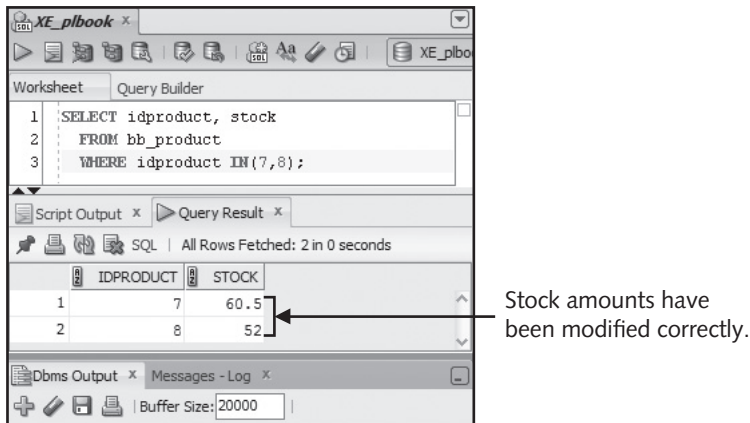 XE_plbook
XE_plbo
Worksheet Query Builder
1 SELECT idproduct, stock
2 FROM bb_product
3 WHERE idproduct IN(7,8);
Script Output x Query Result x
SQL | All Rows Fetched: 2 in 0 seconds
IDPRODUCT STOCK
1 7 60.5
2 8 52
Stock amounts have
been modified correctly.
Dbms Output x Messages - Log x
Buffer Size: 20000